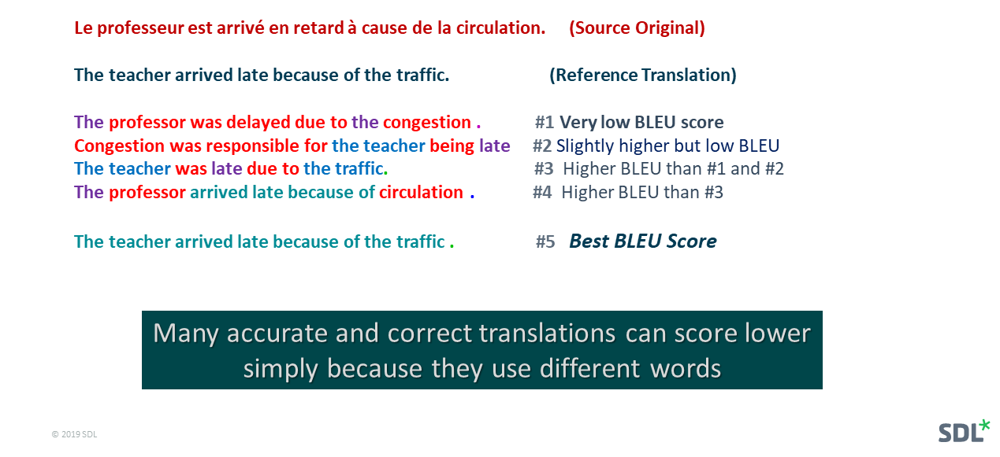 Le professeur est arrivé en retard à cause de la circulation. (Source Original)
The teacher arrived late because of the traffic. (Reference Translation)
The professor was delayed due to the congestion . #1 Very low BLEU score
Congestion was responsible for the teacher being late #2 Slightly higher but low BLEU
The teacher was late due to the traffic. #3 Higher BLEU than #1 and #2
The professor arrived late because of circulation . #4 Higher BLEU than #3
The teacher arrived late because of the traffic . #5 Best BLEU Score
Many accurate and correct translations can score lower
simply because they use different words
© 2019 SDL
SDL*